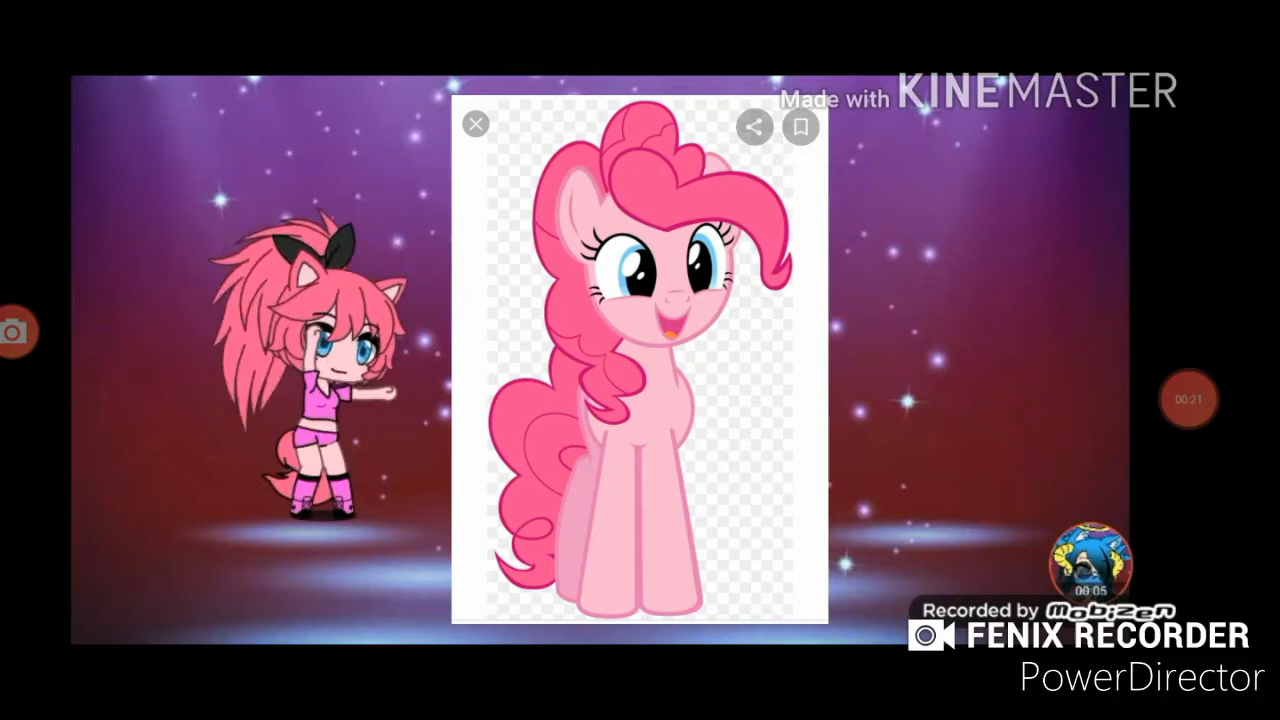 Made with KINEMASTER
00:21
00:05
Recorded by Mobizen
FENIX RECORDER
PowerDirector